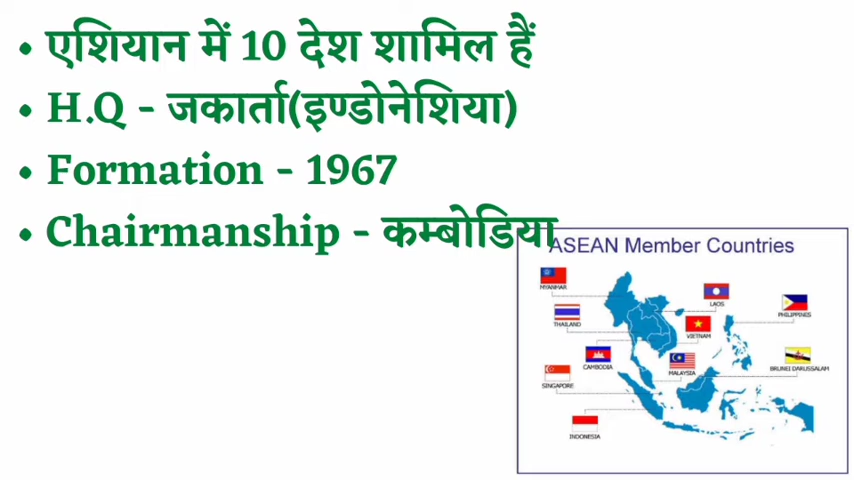 • एशियान में 10 देश शामिल हैं
• H.Q - जकार्ता(इण्डोनेशिया)
• Formation - 1967
• Chairmanship - कम्बोडिया
ASEAN Member Countries
MYANMAR
LAOS
PHILIPPINES
THAILAND
VIETNAM
CAMBODIA
MALAYSIA
BRUNEI DARUSSALAM
SINGAPORE
INDONESIA